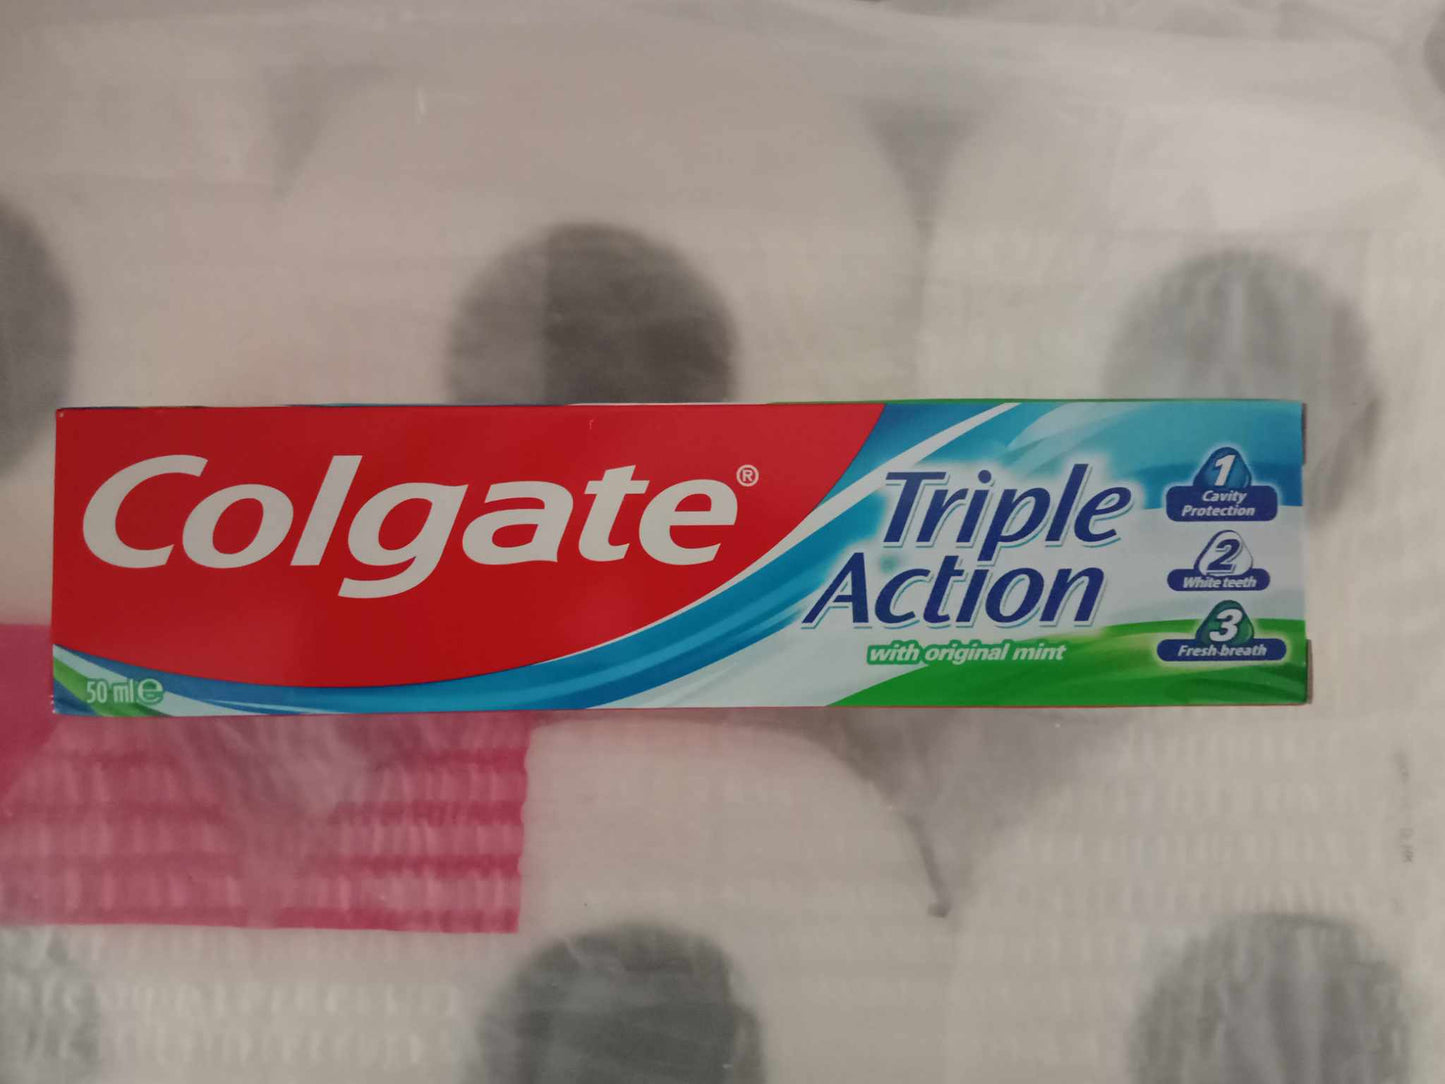 Colgate®
50 ml ℮
Triple
Action
with original mint
1
Cavity
Protection
2
White teeth
3
Fresh breath